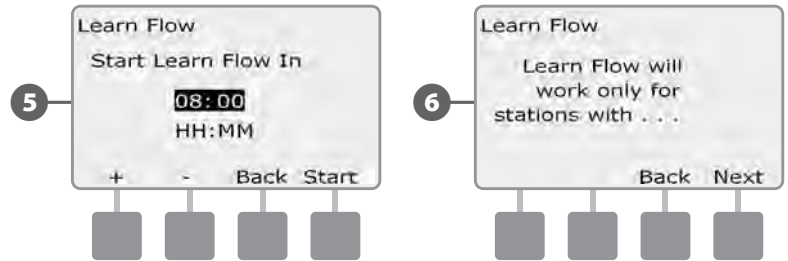 5
Learn Flow
Start Learn Flow In
08:00
HH:MM
+ - Back Start
6
Learn Flow
Learn Flow will
work only for
stations with . . .
Back Next